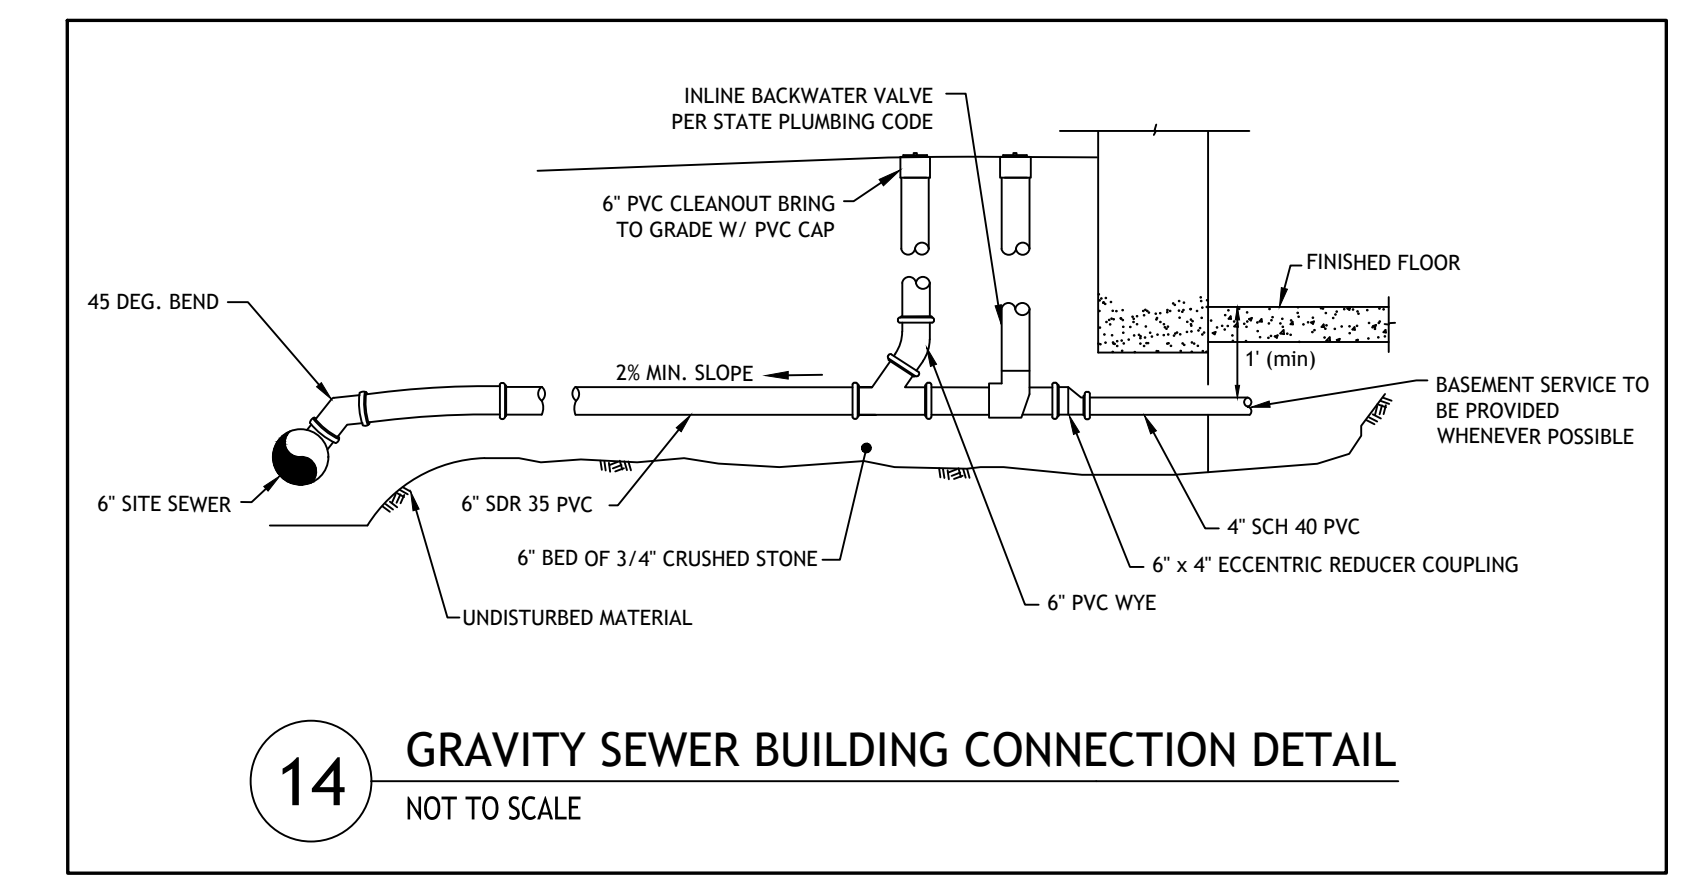 INLINE BACKWATER VALVE
PER STATE PLUMBING CODE
6" PVC CLEANOUT BRING
TO GRADE W/ PVC CAP
FINISHED FLOOR
45 DEG. BEND
1' (min)
2% MIN. SLOPE
BASEMENT SERVICE TO
BE PROVIDED
WHENEVER POSSIBLE
6" SITE SEWER
6" SDR 35 PVC
4" SCH 40 PVC
6" BED OF 3/4" CRUSHED STONE
6" x 4" ECCENTRIC REDUCER COUPLING
6" PVC WYE
UNDISTURBED MATERIAL
14
GRAVITY SEWER BUILDING CONNECTION DETAIL
NOT TO SCALE